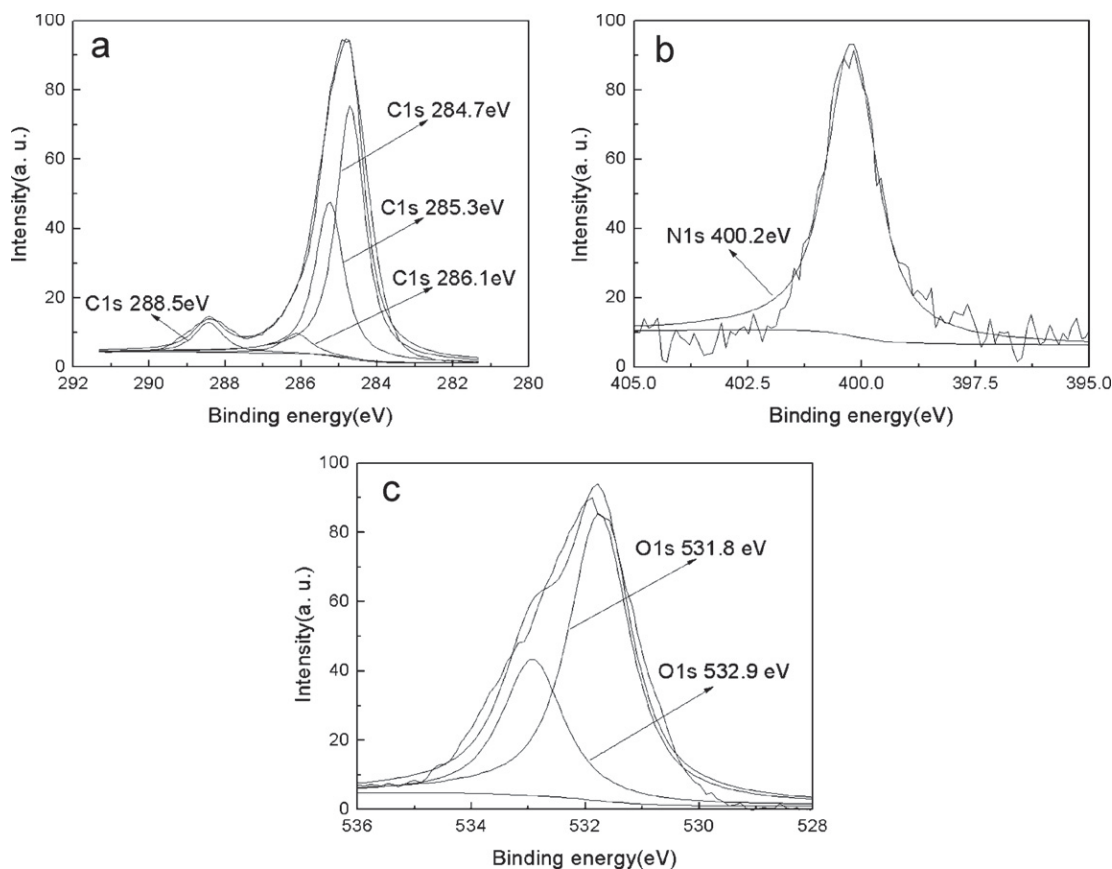 a
Intensity(a. u.)
100
80
60
40
20
0
C1s 284.7eV
C1s 285.3eV
C1s 286.1eV
C1s 288.5eV
292 290 288 286 284 282 280
Binding energy(eV)
b
Intensity(a. u.)
100
80
60
40
20
0
N1s 400.2eV
405.0 402.5 400.0 397.5 395.0
Binding energy(eV)
c
Intensity(a. u.)
100
80
60
40
20
0
O1s 531.8 eV
O1s 532.9 eV
536 534 532 530 528
Binding energy(eV)